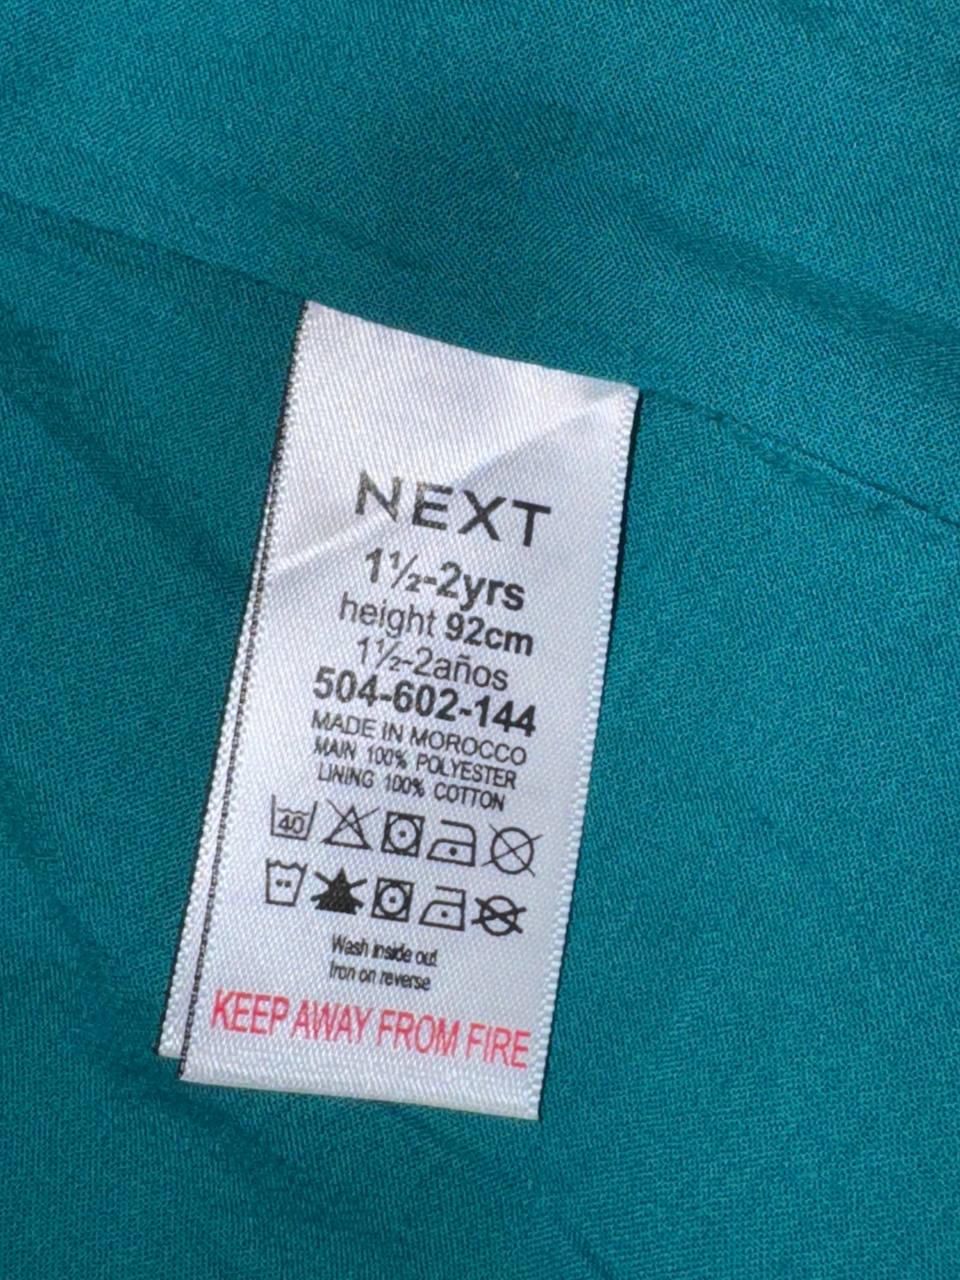 NEXT
1½-2yrs
height 92cm
1½-2años
504-602-144
MADE IN MOROCCO
MAIN 100% POLYESTER
LINING 100% COTTON
40
Wash inside out
Iron on reverse
KEEP AWAY FROM FIRE